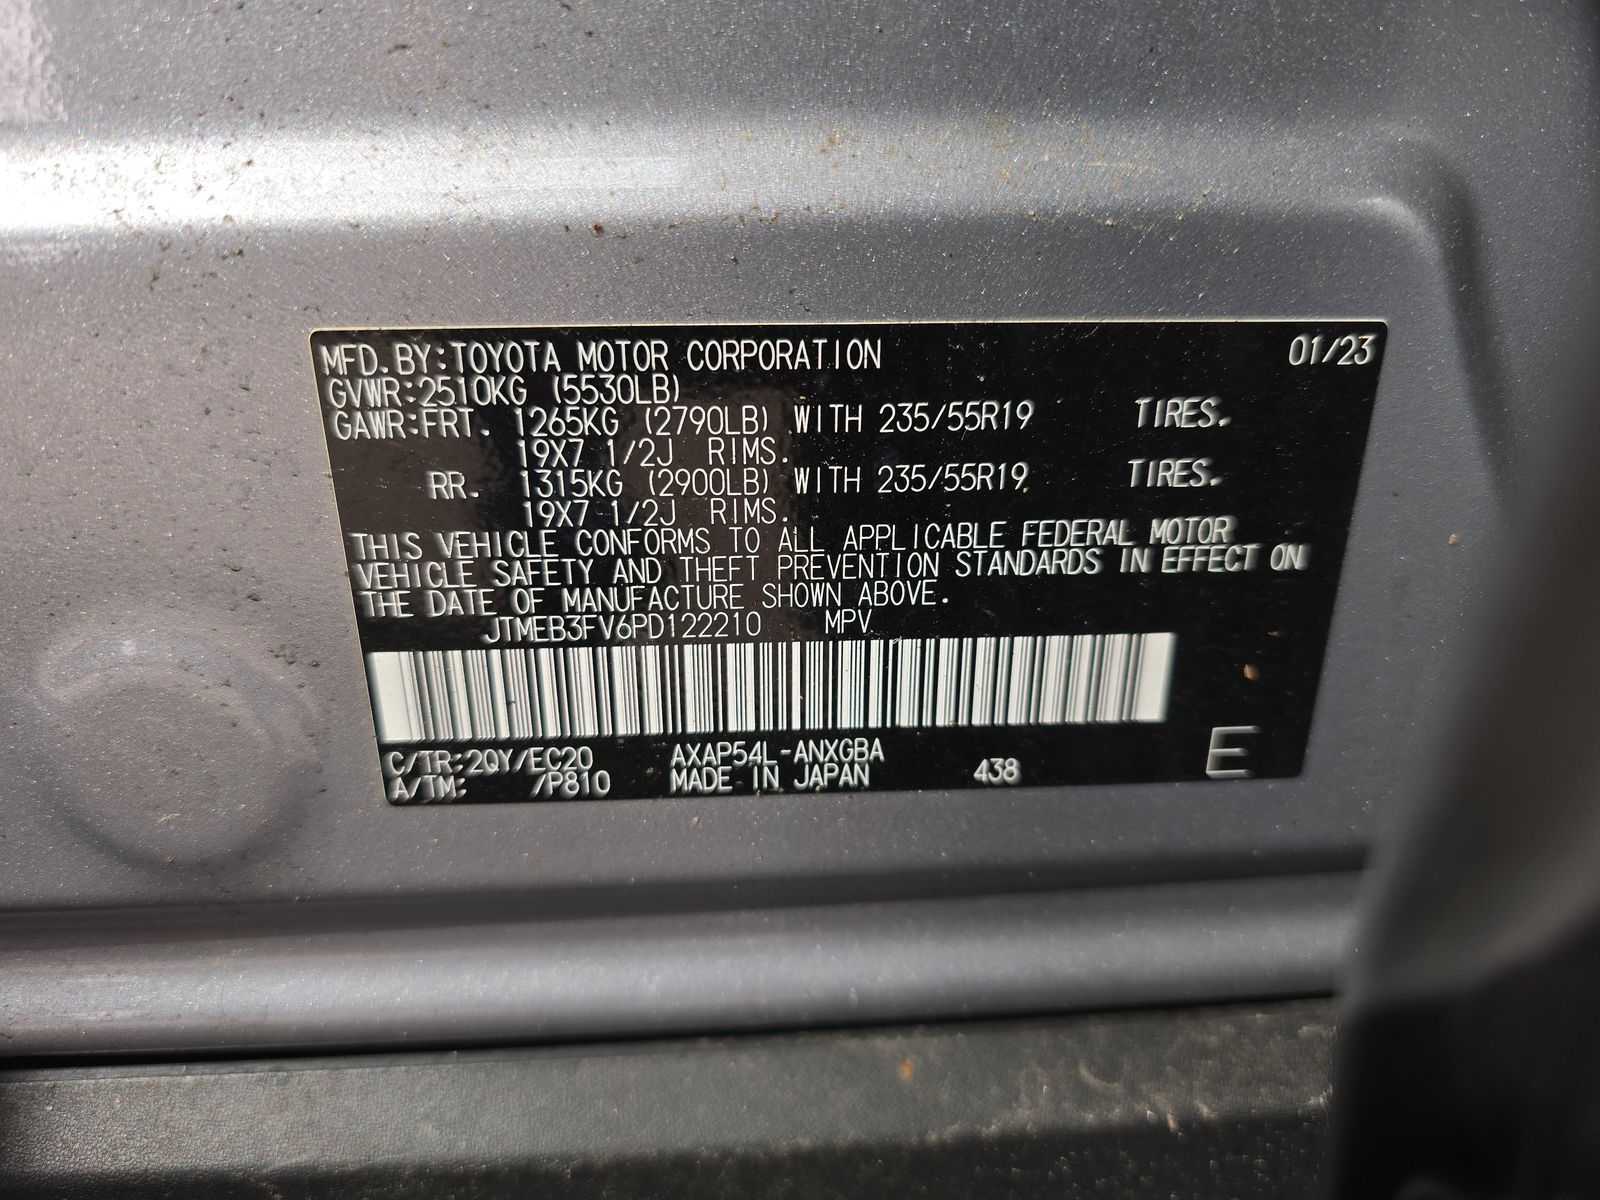 MFD. BY:TOYOTA MOTOR CORPORATION 01/23
GVWR:2510KG (5530LB)
GAWR:FRT. 1265KG (2790LB) WITH 235/55R19 TIRES.
19X7 1/2J RIMS.
RR. 1315KG (2900LB) WITH 235/55R19 TIRES.
19X7 1/2J RIMS.
THIS VEHICLE CONFORMS TO ALL APPLICABLE FEDERAL MOTOR
VEHICLE SAFETY AND THEFT PREVENTION STANDARDS IN EFFECT ON
THE DATE OF MANUFACTURE SHOWN ABOVE.
JTMEB3FV6PD122210 MPV
C/TR:2QY/EC20 AXAP54L-ANXGBA
A/TM: /P810 MADE IN JAPAN 438 E